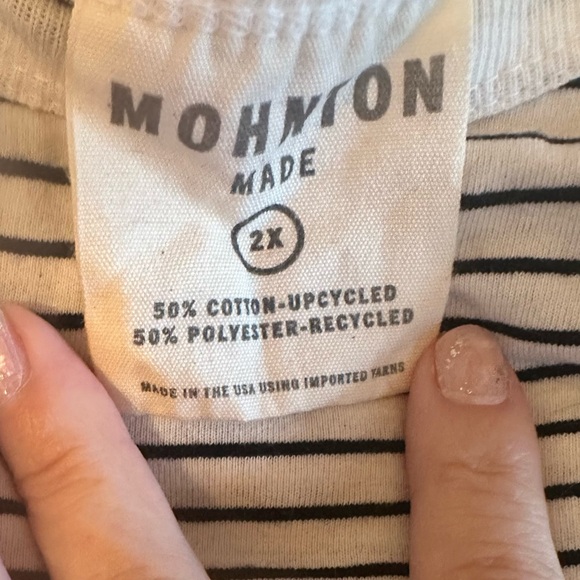 MOHNTON
MADE
2X
50% COTTON-UPCYCLED
50% POLYESTER-RECYCLED
MADE IN THE USA USING IMPORTED YARNS